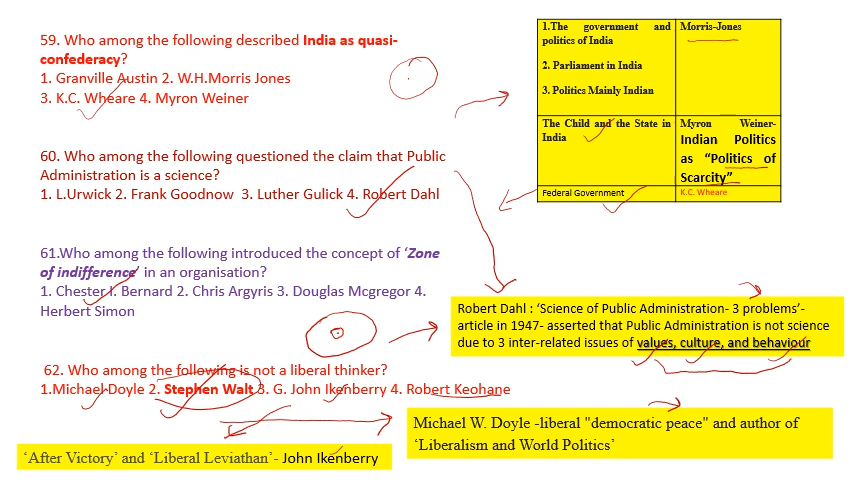 59. Who among the following described India as quasi-
confederacy?
1. Granville Austin 2. W.H.Morris Jones
3. K.C. Wheare 4. Myron Weiner
60. Who among the following questioned the claim that Public
Administration is a science?
1. L.Urwick 2. Frank Goodnow 3. Luther Gulick 4. Robert Dahl
61.Who among the following introduced the concept of ‘Zone
of indifference’ in an organisation?
1. Chester I. Bernard 2. Chris Argyris 3. Douglas Mcgregor 4.
Herbert Simon
62. Who among the following is not a liberal thinker?
1.Michael Doyle 2. Stephen Walt 3. G. John Ikenberry 4. Robert Keohane
‘After Victory’ and ‘Liberal Leviathan’- John Ikenberry
1.The government and
politics of India
2. Parliament in India
3. Politics Mainly Indian
Morris-Jones
The Child and the State in
India
Myron Weiner-
Indian Politics
as “Politics of
Scarcity”
Federal Government
K.C. Wheare
Robert Dahl : ‘Science of Public Administration- 3 problems’-
article in 1947- asserted that Public Administration is not science
due to 3 inter-related issues of values, culture, and behaviour
Michael W. Doyle -liberal "democratic peace" and author of
‘Liberalism and World Politics’